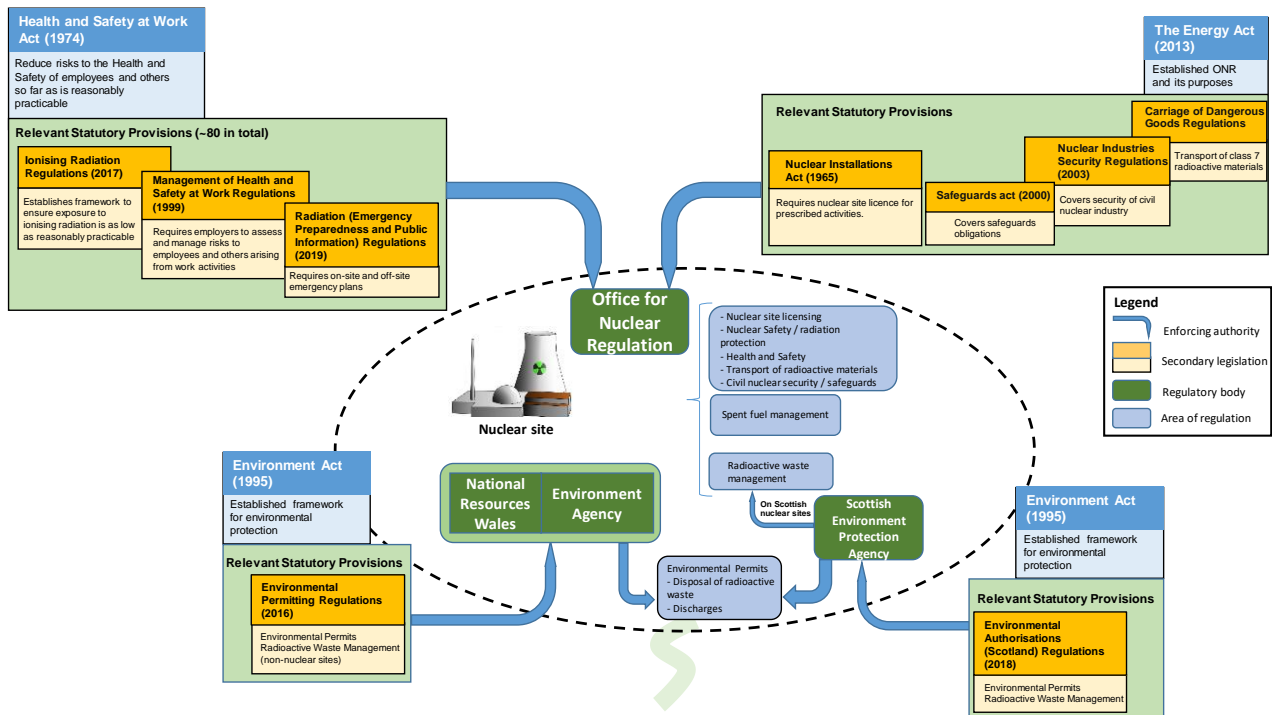 Health and Safety at Work
Act (1974)
Reduce risks to the Health and
Safety of employees and others
so far as is reasonably
practicable
Relevant Statutory Provisions (~80 in total)
Ionising Radiation
Regulations (2017)
Establishes framework to
ensure exposure to
ionising radiation is as low
as reasonably practicable
Management of Health and
Safety at Work Regulations
(1999)
Requires employers to assess
and manage risks to
employees and others arising
from work activities
Radiation (Emergency
Preparedness and Public
Information) Regulations
(2019)
Requires on-site and off-site
emergency plans
The Energy Act
(2013)
Established ONR
and its purposes
Relevant Statutory Provisions
Nuclear Installations
Act (1965)
Requires nuclear site licence for
prescribed activities.
Safeguards act (2000)
Covers safeguards
obligations
Nuclear Industries
Security Regulations
(2003)
Covers security of civil
nuclear industry
Carriage of Dangerous
Goods Regulations
Transport of class 7
radioactive materials
Office for
Nuclear
Regulation
- Nuclear site licensing
- Nuclear Safety / radiation
protection
- Health and Safety
- Transport of radioactive materials
- Civil nuclear security / safeguards
Spent fuel management
Radioactive waste
management
Nuclear site
Legend
Enforcing authority
Secondary legislation
Regulatory body
Area of regulation
National
Resources
Wales
Environment
Agency
On Scottish
nuclear sites
Scottish
Environment
Protection
Agency
Environmental Permits
- Disposal of radioactive
waste
- Discharges
Environment Act
(1995)
Established framework
for environmental
protection
Relevant Statutory Provisions
Environmental
Permitting Regulations
(2016)
Environmental Permits
Radioactive Waste Management
(non-nuclear sites)
Environment Act
(1995)
Established framework
for environmental
protection
Relevant Statutory Provisions
Environmental
Authorisations
(Scotland) Regulations
(2018)
Environmental Permits
Radioactive Waste Management